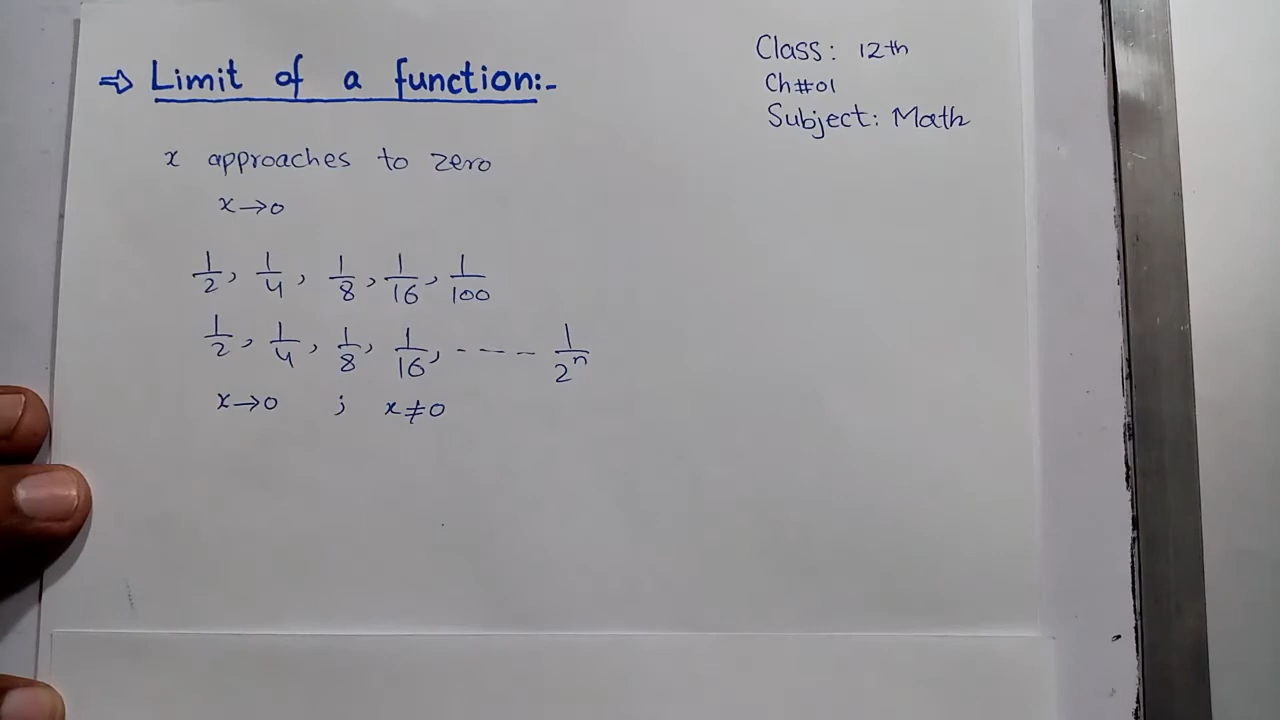 ⇒ Limit of a function:-
Class: 12th
Ch#01
Subject: Math
x approaches to zero
x→0
1/2, 1/4, 1/8, 1/16, 1/100
1/2, 1/4, 1/8, 1/16, ---- 1/2ⁿ
x→0 ; x≠0